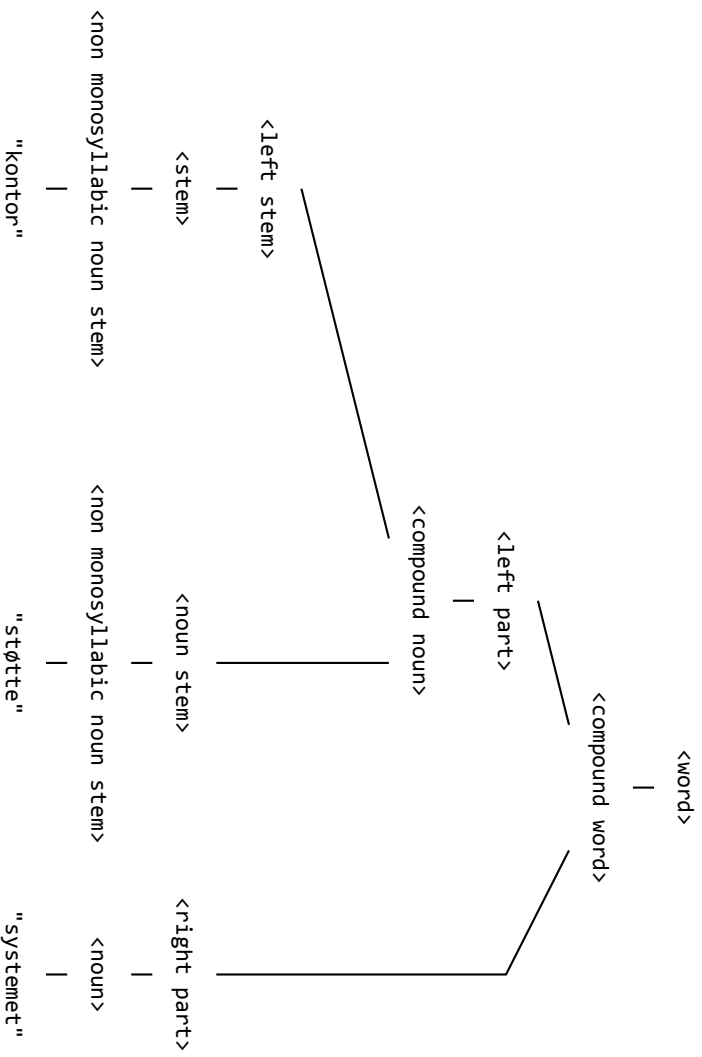 <word>
<compound word>
<left part>
<compound noun>
<left stem>
<stem> <noun stem> <right part>
<non monosyllabic noun stem> <non monosyllabic noun stem> <noun>
"kontor" "støtte" "systemet"